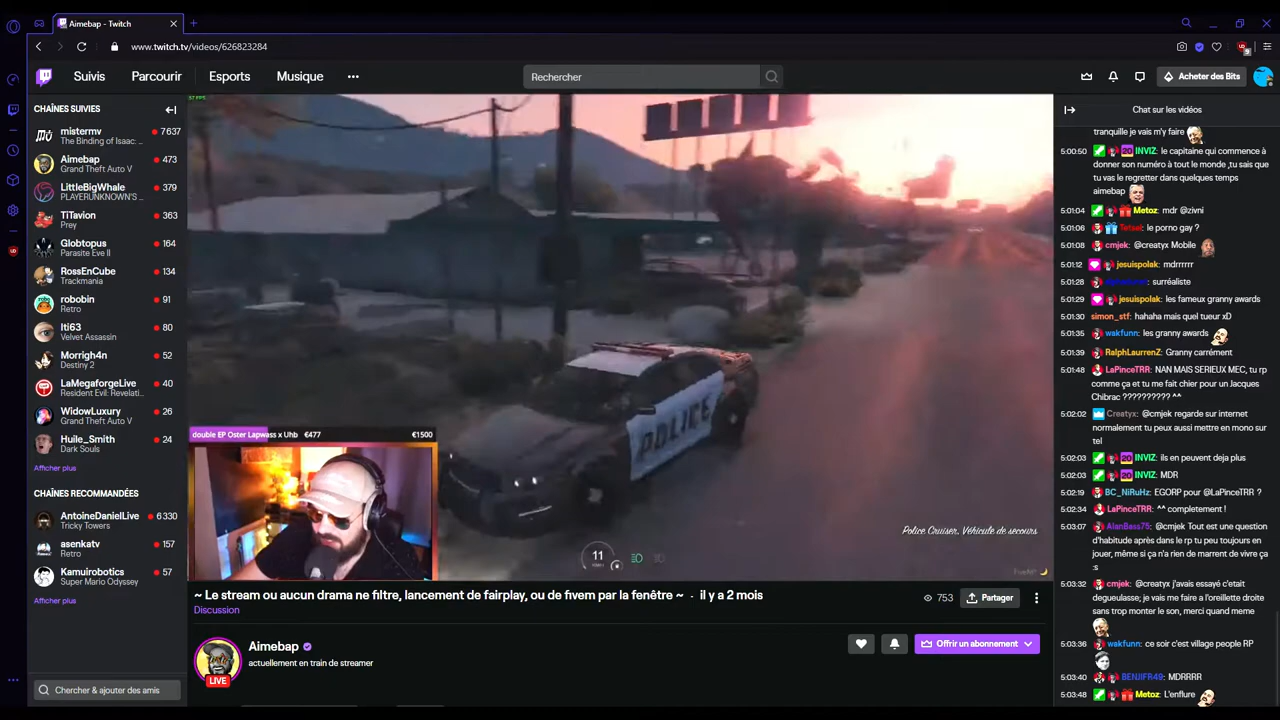 Aimebap - Twitch
www.twitch.tv/videos/626823284
Suivis
Parcourir
Esports
Musique
Rechercher
Acheter des Bits
CHAÎNES SUIVIES
mistermv
7 637
The Binding of Isaac: ...
Aimebap
473
Grand Theft Auto V
LittleBigWhale
379
PLAYERUNKNOWN'S ...
TiTavion
363
Prey
Globtopus
164
Parasite Eve II
RossEnCube
134
Trackmania
robobin
91
Retro
Iti63
80
Velvet Assassin
Morrigh4n
52
Destiny 2
LaMegaforgeLive
40
Resident Evil: Revelati...
WidowLuxury
26
Grand Theft Auto V
Huile_Smith
24
Dark Souls
Afficher plus
CHAÎNES RECOMMANDÉES
AntoineDanielLive
6 330
Tricky Towers
asenkatv
157
Retro
Kamuirobotics
57
Super Mario Odyssey
Afficher plus
Chercher & ajouter des amis
57 FPS
POLICE
double EP Oster Lapwass x Uhb €477
€1500
Police Cruiser, Véhicule de secours
11
~ Le stream ou aucun drama ne filtre, lancement de fairplay, ou de fivem par la fenêtre ~ · il y a 2 mois
Discussion
753
Partager
Aimebap
actuellement en train de streamer
LIVE
Offrir un abonnement
Chat sur les vidéos
tranquille je vais m'y faire
5:00:50 20 INVIZ: le capitaine qui commence à
donner son numéro à tout le monde ,tu sais que
tu vas le regretter dans quelques temps
aimebap
5:01:04 Metoz: mdr @zivni
5:01:06 Tetsei: le porno gay ?
5:01:08 cmjek: @creatyx Mobile
5:01:12 jesuispolak: mdrrrrrr
5:01:28 surréaliste
5:01:29 jesuispolak: les fameux granny awards
5:01:30 simon_stf: hahaha mais quel tueur xD
5:01:35 wakfunn: les granny awards
5:01:39 RalphLaurrenZ: Granny carrément
5:01:48 LaPinceTRR: NAN MAIS SERIEUX MEC, tu rp
comme ça et tu me fait chier pour un Jacques
Chibrac ?????????? ^^
5:02:02 Creatyx: @cmjek regarde sur internet
normalement tu peux aussi mettre en mono sur
tel
5:02:03 20 INVIZ: ils en peuvent deja plus
5:02:03 20 INVIZ: MDR
5:02:19 BC_NiRuHz: EGORP pour @LaPinceTRR ?
5:02:34 LaPinceTRR: ^^ completement !
5:03:07 AlanBass75: @cmjek Tout est une question
d'habitude après dans le rp tu peu toujours en
jouer, même si ça n'a rien de marrent de vivre ça
:s
5:03:32 cmjek: @creatyx j'avais essayé c'etait
degueulasse; je vais me faire a l'oreillette droite
sans trop monter le son, merci quand meme
5:03:36 wakfunn: ce soir c'est village people RP
5:03:40 BENJIFR49: MDRRRR
5:03:48 Metoz: L'enflure